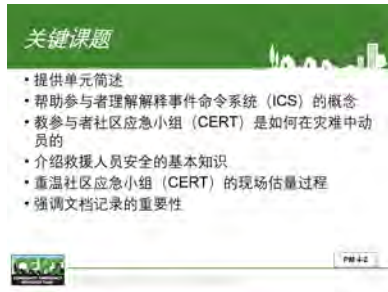 关键课题
• 提供单元简述
• 帮助参与者理解解释事件命令系统（ICS）的概念
• 教参与者社区应急小组（CERT）是如何在灾难中动
员的
• 介绍救援人员安全的基本知识
• 重温社区应急小组（CERT）的现场估量过程
• 强调文档记录的重要性
PM 4-2